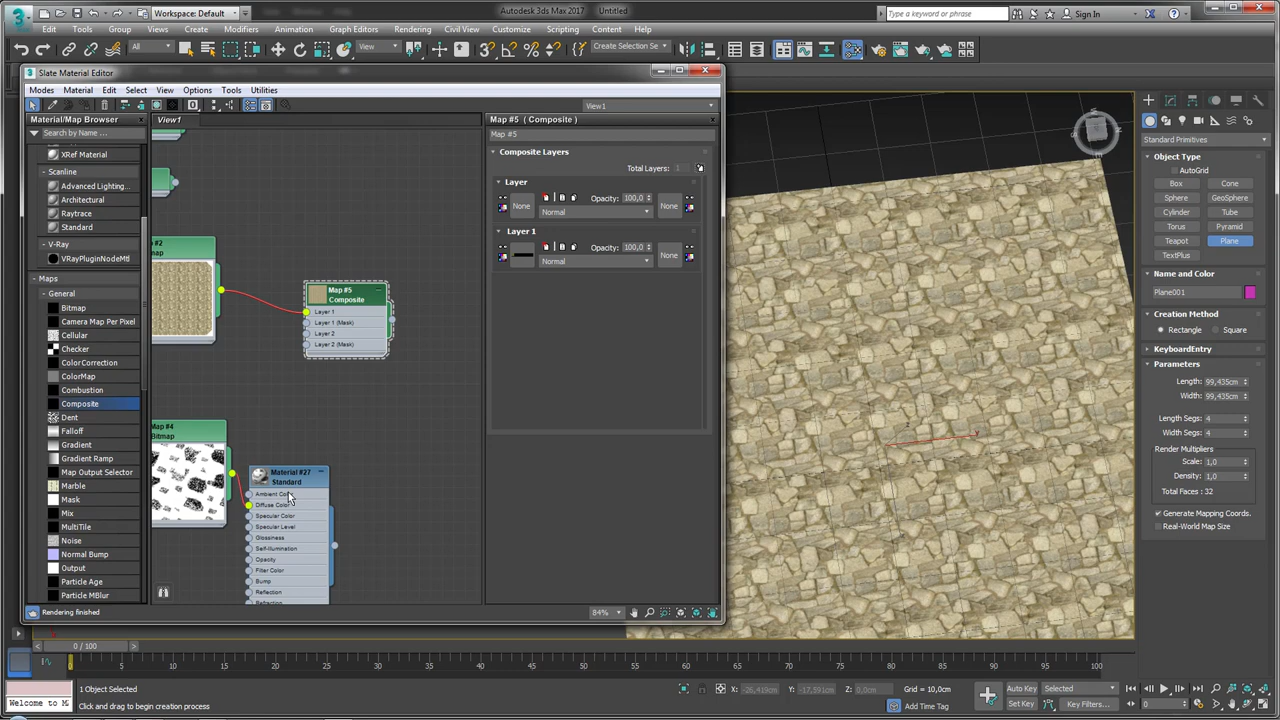 Workspace: Default
Autodesk 3ds Max 2017
Untitled
Type a keyword or phrase
Sign In
Edit Tools Group Views Create Modifiers Animation Graph Editors Rendering Civil View Customize Scripting Content Help
All
View
Create Selection Se
Slate Material Editor
Modes Material Edit Select View Options Tools Utilities
View1
Material/Map Browser
Search by Name ...
XRef Material
Scanline
Advanced Lighting...
Architectural
Raytrace
Standard
V-Ray
VRayPluginNodeMtl
Maps
General
Bitmap
Camera Map Per Pixel
Cellular
Checker
ColorCorrection
ColorMap
Combustion
Composite
Dent
Falloff
Gradient
Gradient Ramp
Map Output Selector
Marble
Mask
Mix
MultiTile
Noise
Normal Bump
Output
Particle Age
Particle MBlur
View1
Map #5
Composite
Layer 1
Layer 1 (Mask)
Layer 2
Layer 2 (Mask)
Map #4
Bitmap
Material #27
Standard
Diffuse Color
Specular Color
Specular Level
Glossiness
Self-Illumination
Opacity
Filter Color
Bump
Reflection
Map #5 ( Composite )
Map #5
Composite Layers
Total Layers: 1
Layer
None
Opacity: 100,0
Normal
None
Layer 1
Opacity: 100,0
Normal
None
Rendering finished
84%
Standard Primitives
Object Type
AutoGrid
Box Cone
Sphere GeoSphere
Cylinder Tube
Torus Pyramid
Teapot Plane
TextPlus
Name and Color
Plane001
Creation Method
Rectangle Square
KeyboardEntry
Parameters
Length: 99,435cm
Width: 99,435cm
Length Segs: 4
Width Segs: 4
Render Multipliers
Scale: 1,0
Density: 1,0
Total Faces: 32
Generate Mapping Coords.
Real-World Map Size
0 / 100
0 5 10 15 20 25 30 35 40 45 50 55 60 65 70 75 80 85 90 95 100
1 Object Selected
Click and drag to begin creation process
Welcome to M
X: -26,419cm
Y: -17,591cm
Z: 0,0cm
Grid = 10,0cm
Add Time Tag
Auto Key
Selected
Set Key
Key Filters...
0